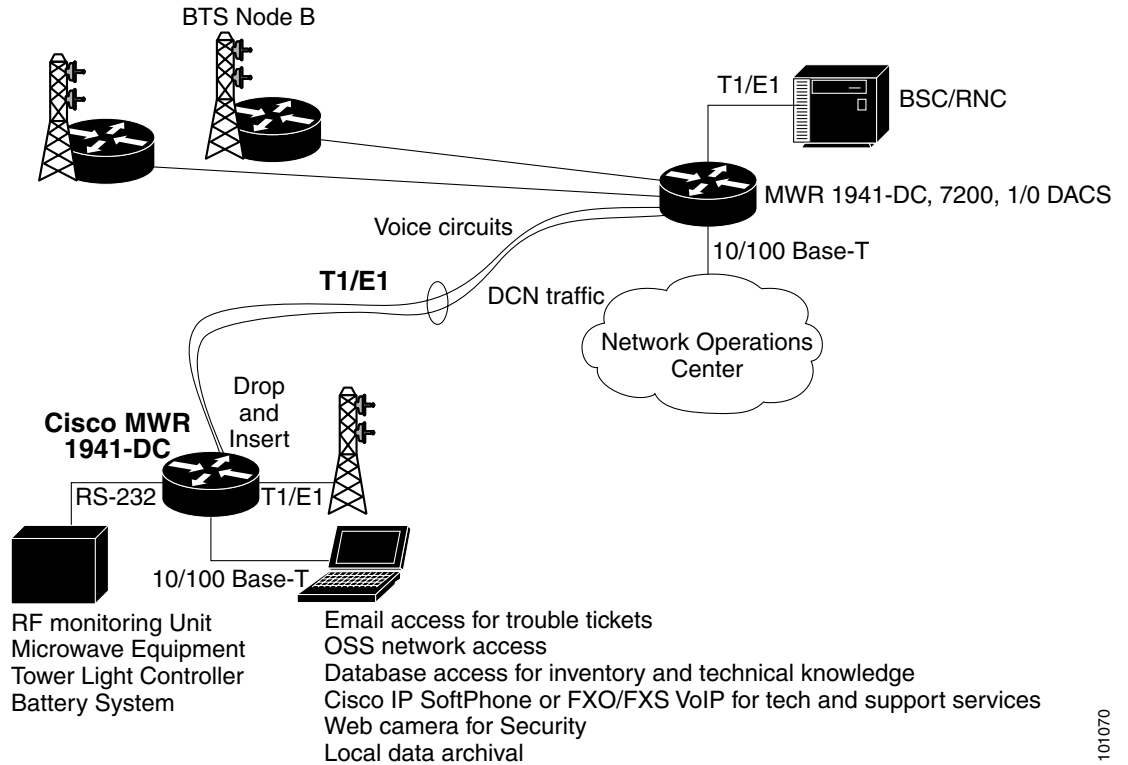 BTS Node B
T1/E1
BSC/RNC
MWR 1941-DC, 7200, 1/0 DACS
Voice circuits
10/100 Base-T
T1/E1
DCN traffic
Network Operations
Center
Drop
and
Insert
Cisco MWR
1941-DC
RS-232
T1/E1
10/100 Base-T
RF monitoring Unit
Microwave Equipment
Tower Light Controller
Battery System
Email access for trouble tickets
OSS network access
Database access for inventory and technical knowledge
Cisco IP SoftPhone or FXO/FXS VoIP for tech and support services
Web camera for Security
Local data archival
101070